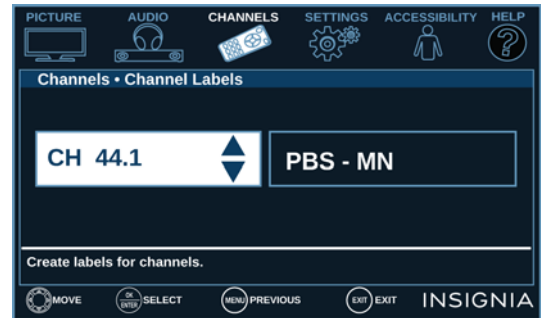 PICTURE AUDIO CHANNELS SETTINGS ACCESSIBILITY HELP
?
Channels • Channel Labels
CH 44.1 PBS - MN
Create labels for channels.
MOVE OK ENTER SELECT MENU PREVIOUS EXIT EXIT INSIGNIA